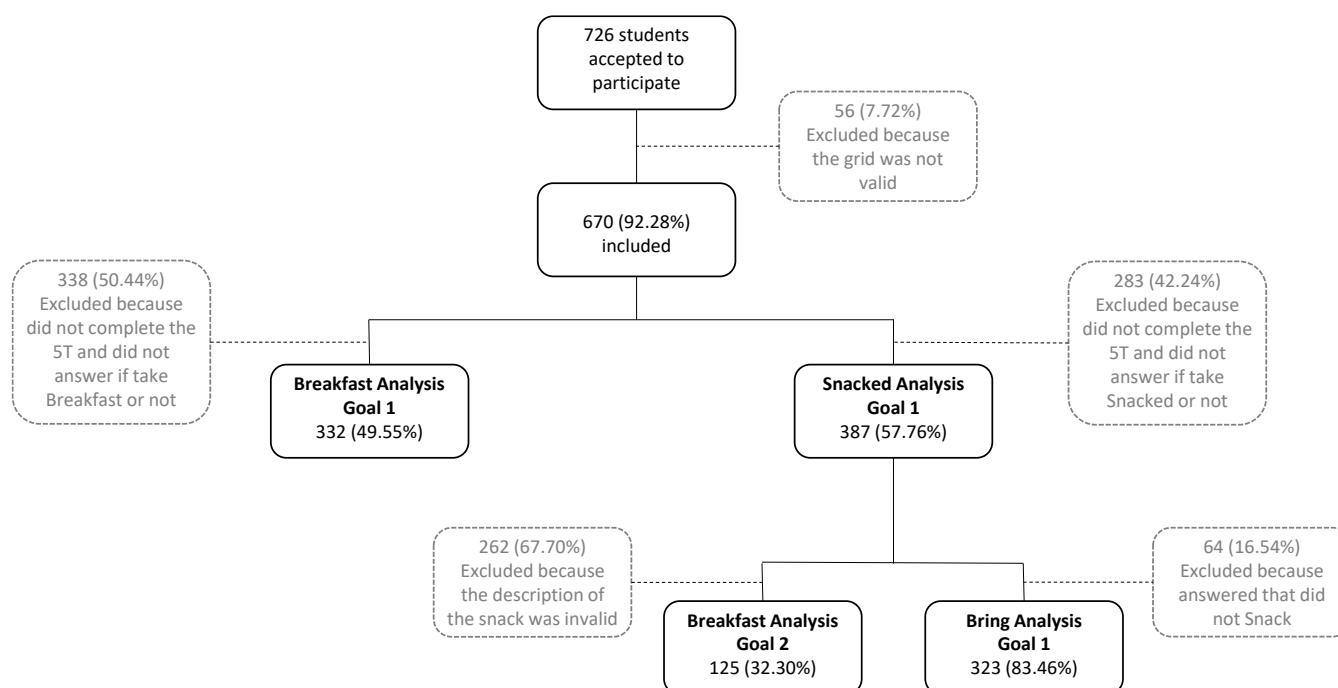 726 students
accepted to
participate
56 (7.72%)
Excluded because
the grid was not
valid
670 (92.28%)
included
338 (50.44%)
Excluded because
did not complete the
5T and did not
answer if take
Breakfast or not
283 (42.24%)
Excluded because
did not complete the
5T and did not
answer if take
Snacked or not
Breakfast Analysis
Goal 1
332 (49.55%)
Snacked Analysis
Goal 1
387 (57.76%)
262 (67.70%)
Excluded because
the description of
the snack was invalid
64 (16.54%)
Excluded because
answered that did
not Snack
Breakfast Analysis
Goal 2
125 (32.30%)
Bring Analysis
Goal 1
323 (83.46%)